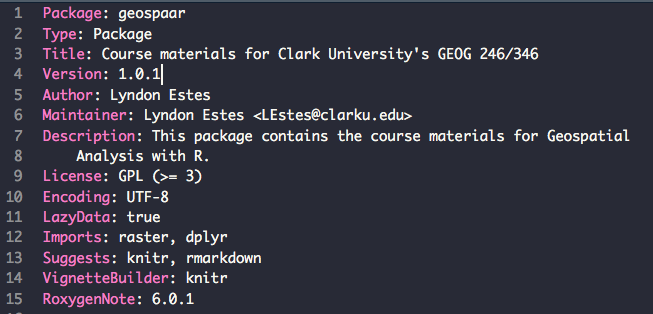 1 Package: geospaar
2 Type: Package
3 Title: Course materials for Clark University's GEOG 246/346
4 Version: 1.0.1
5 Author: Lyndon Estes
6 Maintainer: Lyndon Estes <LEstes@clarku.edu>
7 Description: This package contains the course materials for Geospatial
8     Analysis with R.
9 License: GPL (>= 3)
10 Encoding: UTF-8
11 LazyData: true
12 Imports: raster, dplyr
13 Suggests: knitr, rmarkdown
14 VignetteBuilder: knitr
15 RoxygenNote: 6.0.1